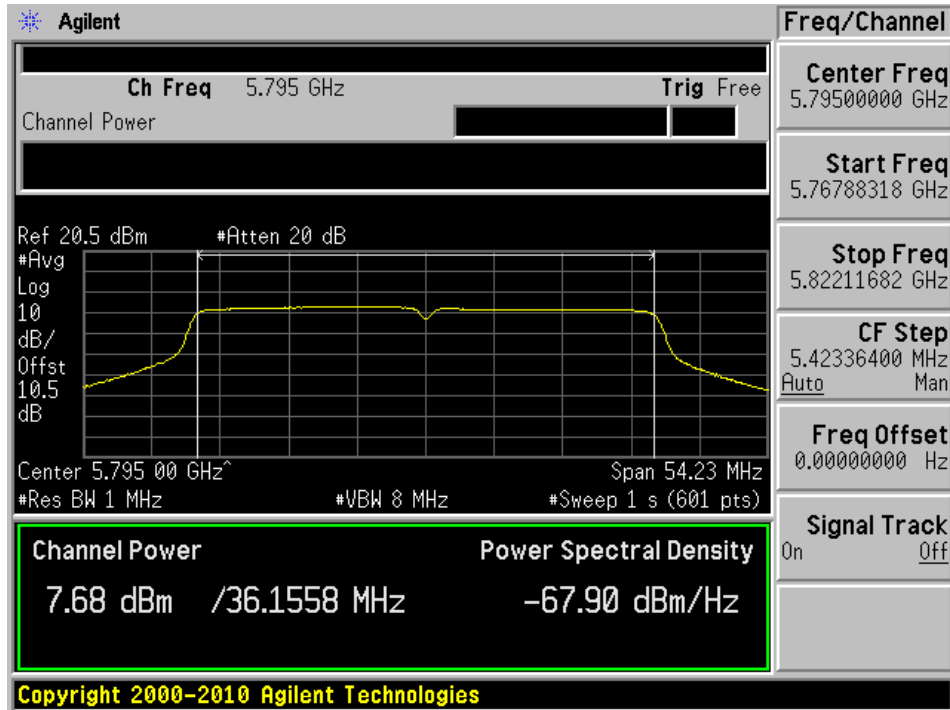 Agilent
Freq/Channel
Ch Freq 5.795 GHz Trig Free
Channel Power
Ref 20.5 dBm #Atten 20 dB
#Avg
Log
10
dB/
Offst
10.5
dB
Center 5.795 00 GHz^ Span 54.23 MHz
#Res BW 1 MHz #VBW 8 MHz #Sweep 1 s (601 pts)
Channel Power Power Spectral Density
7.68 dBm /36.1558 MHz -67.90 dBm/Hz
Copyright 2000-2010 Agilent Technologies
Center Freq
5.79500000 GHz
Start Freq
5.76788318 GHz
Stop Freq
5.82211682 GHz
CF Step
5.42336400 MHz
Auto Man
Freq Offset
0.00000000 Hz
Signal Track
On Off